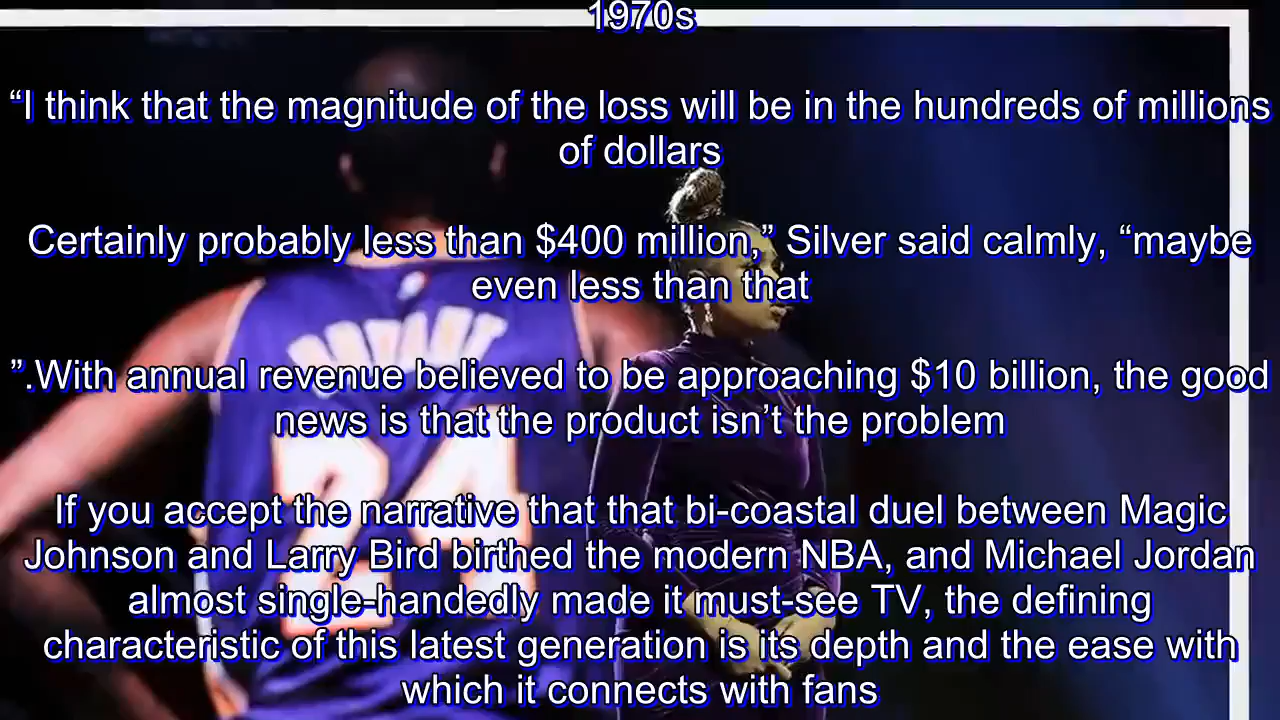 1970s
“I think that the magnitude of the loss will be in the hundreds of millions
of dollars
Certainly probably less than $400 million,” Silver said calmly, “maybe
even less than that
”.With annual revenue believed to be approaching $10 billion, the good
news is that the product isn’t the problem
If you accept the narrative that that bi-coastal duel between Magic
Johnson and Larry Bird birthed the modern NBA, and Michael Jordan
almost single-handedly made it must-see TV, the defining
characteristic of this latest generation is its depth and the ease with
which it connects with fans
BRYANT
24